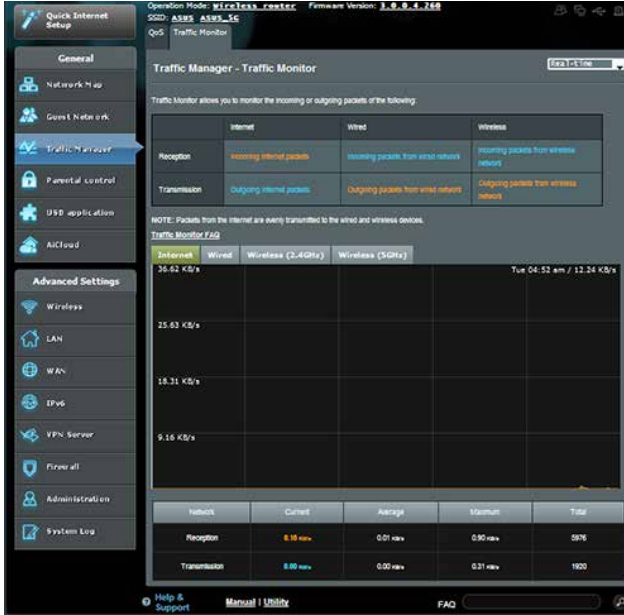 Operation Mode: Wireless router Firmware Version: 3.0.0.4.260
SSID: ASUS ASUS_5G
Quick Internet Setup
QoS Traffic Monitor
General
Network Map
Guest Network
Traffic Manager
Parental control
USB application
AiCloud
Advanced Settings
Wireless
LAN
WAN
IPv6
VPN Server
Firewall
Administration
System Log
Traffic Manager - Traffic Monitor
Real-time
Traffic Monitor allows you to monitor the incoming or outgoing packets of the following:
Internet Wired Wireless
Reception Incoming Internet packets Incoming packets from wired network Incoming packets from wireless network
Transmission Outgoing Internet packets Outgoing packets from wired network Outgoing packets from wireless network
NOTE: Packets from the Internet are evenly transmitted to the wired and wireless devices.
Traffic Monitor FAQ
Internet Wired Wireless (2.4GHz) Wireless (5GHz)
36.62 KB/s Tue 04:52 am / 12.24 KB/s
25.63 KB/s
18.31 KB/s
9.16 KB/s
Network Current Average Maximum Total
Reception 0.01 0.90 5976
Transmission 0.00 0.00 0.31 1920
Help & Support Manual | Utility FAQ